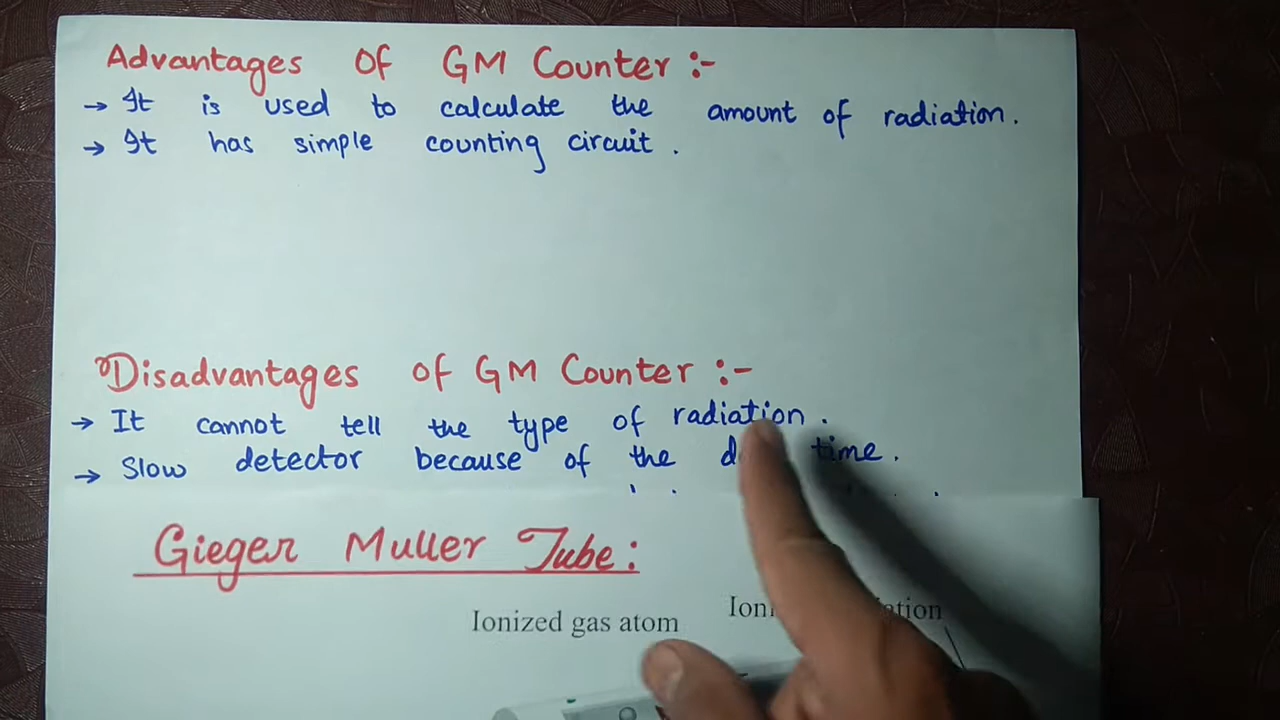 Advantages Of GM Counter :-
→ It is used to calculate the amount of radiation.
→ It has simple counting circuit.
Disadvantages of GM Counter :-
→ It cannot tell the type of radiation.
→ Slow detector because of the time.
Gieger Muller Tube:
Ionized gas atom